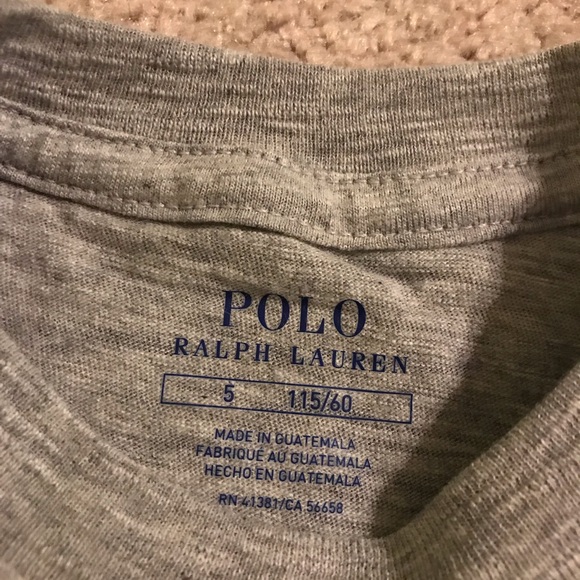 POLO
RALPH LAUREN
5 115/60
MADE IN GUATEMALA
FABRIQUÉ AU GUATEMALA
HECHO EN GUATEMALA
RN 41381/CA 56658